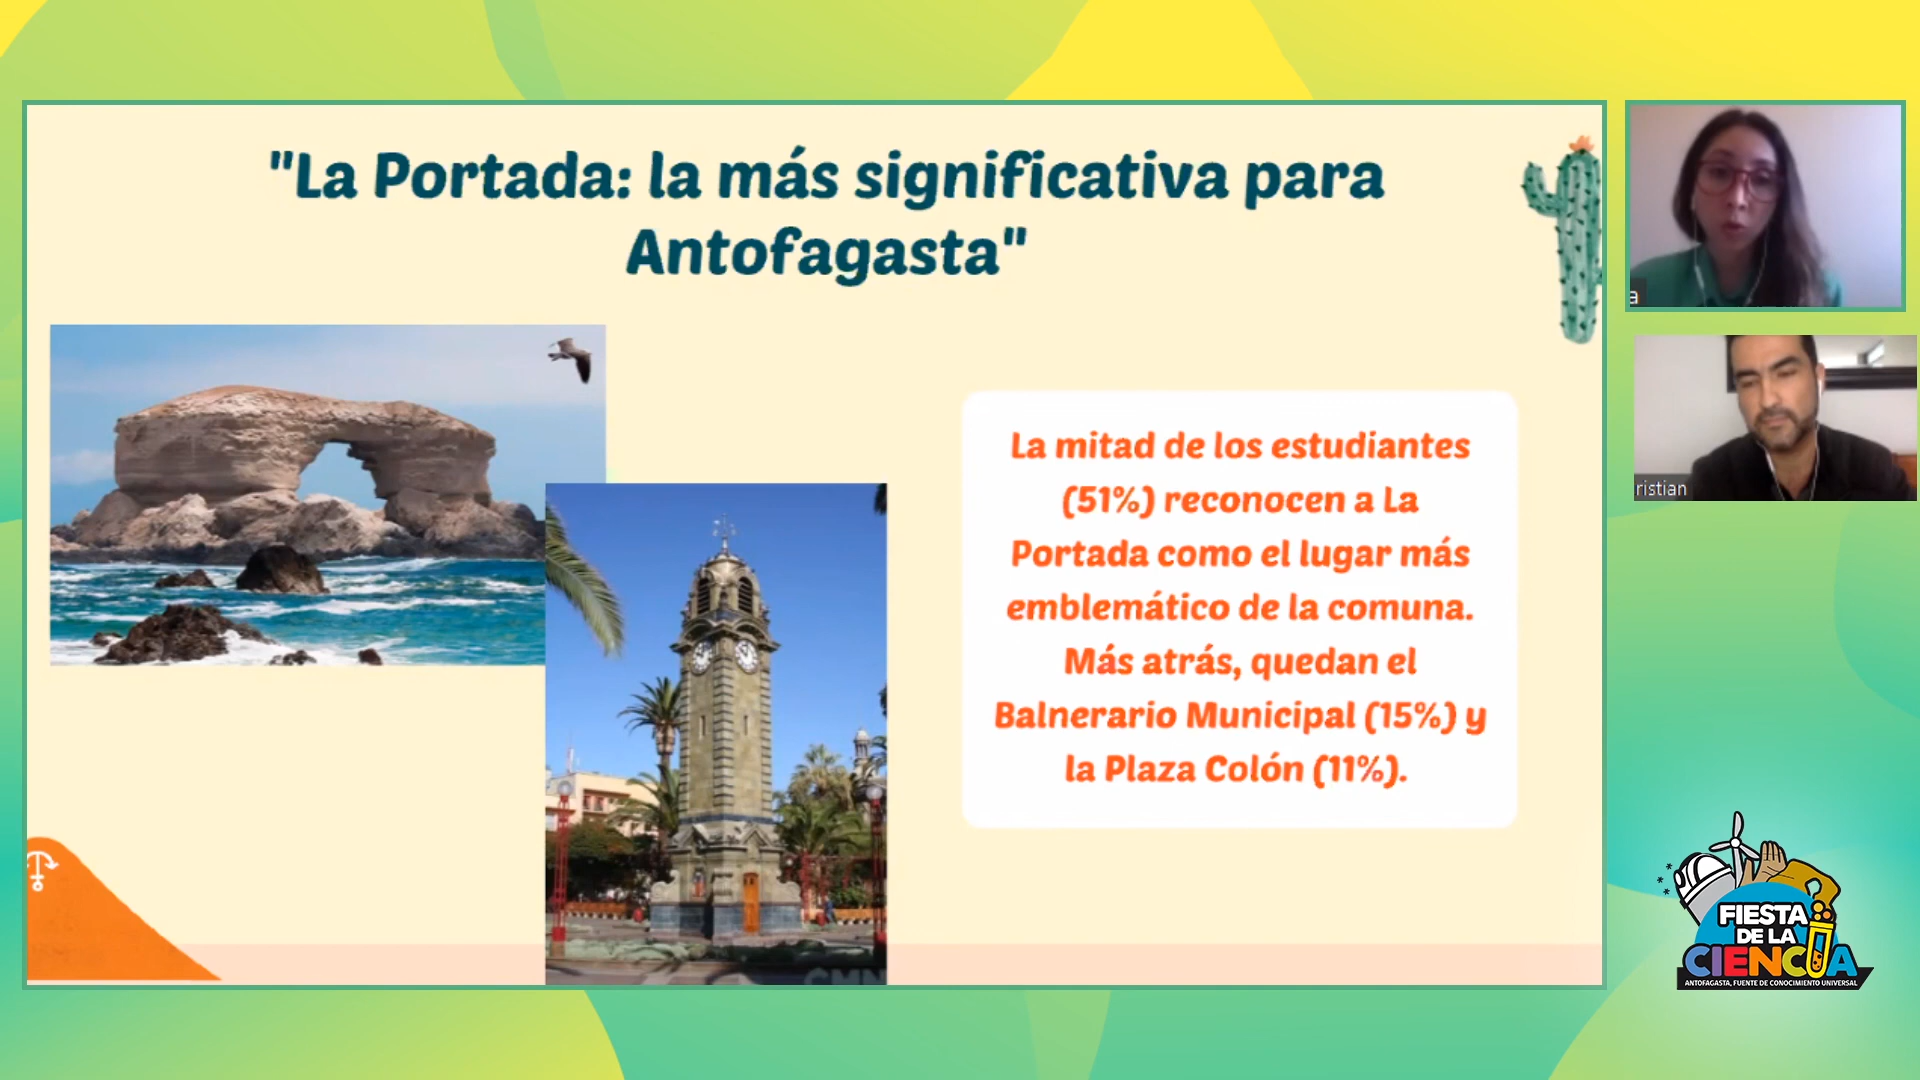 "La Portada: la más significativa para
Antofagasta"
La mitad de los estudiantes
(51%) reconocen a La
Portada como el lugar más
emblemático de la comuna.
Más atrás, quedan el
Balnerario Municipal (15%) y
la Plaza Colón (11%).
a
ristian
FIESTA
DE LA
CIENCIA
ANTOFAGASTA, FUENTE DE CONOCIMIENTO UNIVERSAL